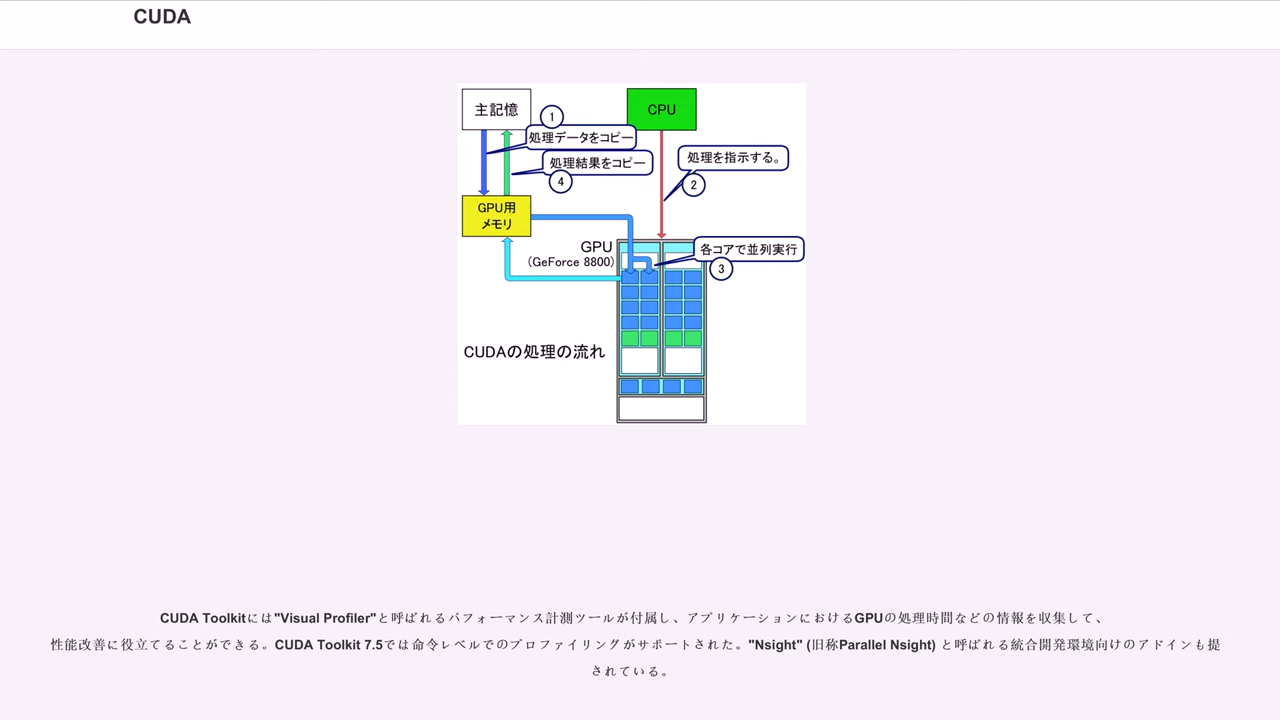 CUDA
主記憶
CPU
1
処理データをコピー
処理結果をコピー
4
処理を指示する。
2
GPU用
メモリ
GPU
(GeForce 8800)
各コアで並列実行
3
CUDAの処理の流れ
CUDA Toolkitには"Visual Profiler"と呼ばれるパフォーマンス計測ツールが付属し、アプリケーションにおけるGPUの処理時間などの情報を収集して、
性能改善に役立てることができる。CUDA Toolkit 7.5では命令レベルでのプロファイリングがサポートされた。"Nsight" (旧称Parallel Nsight) と呼ばれる統合開発環境向けのアドインも提
されている。